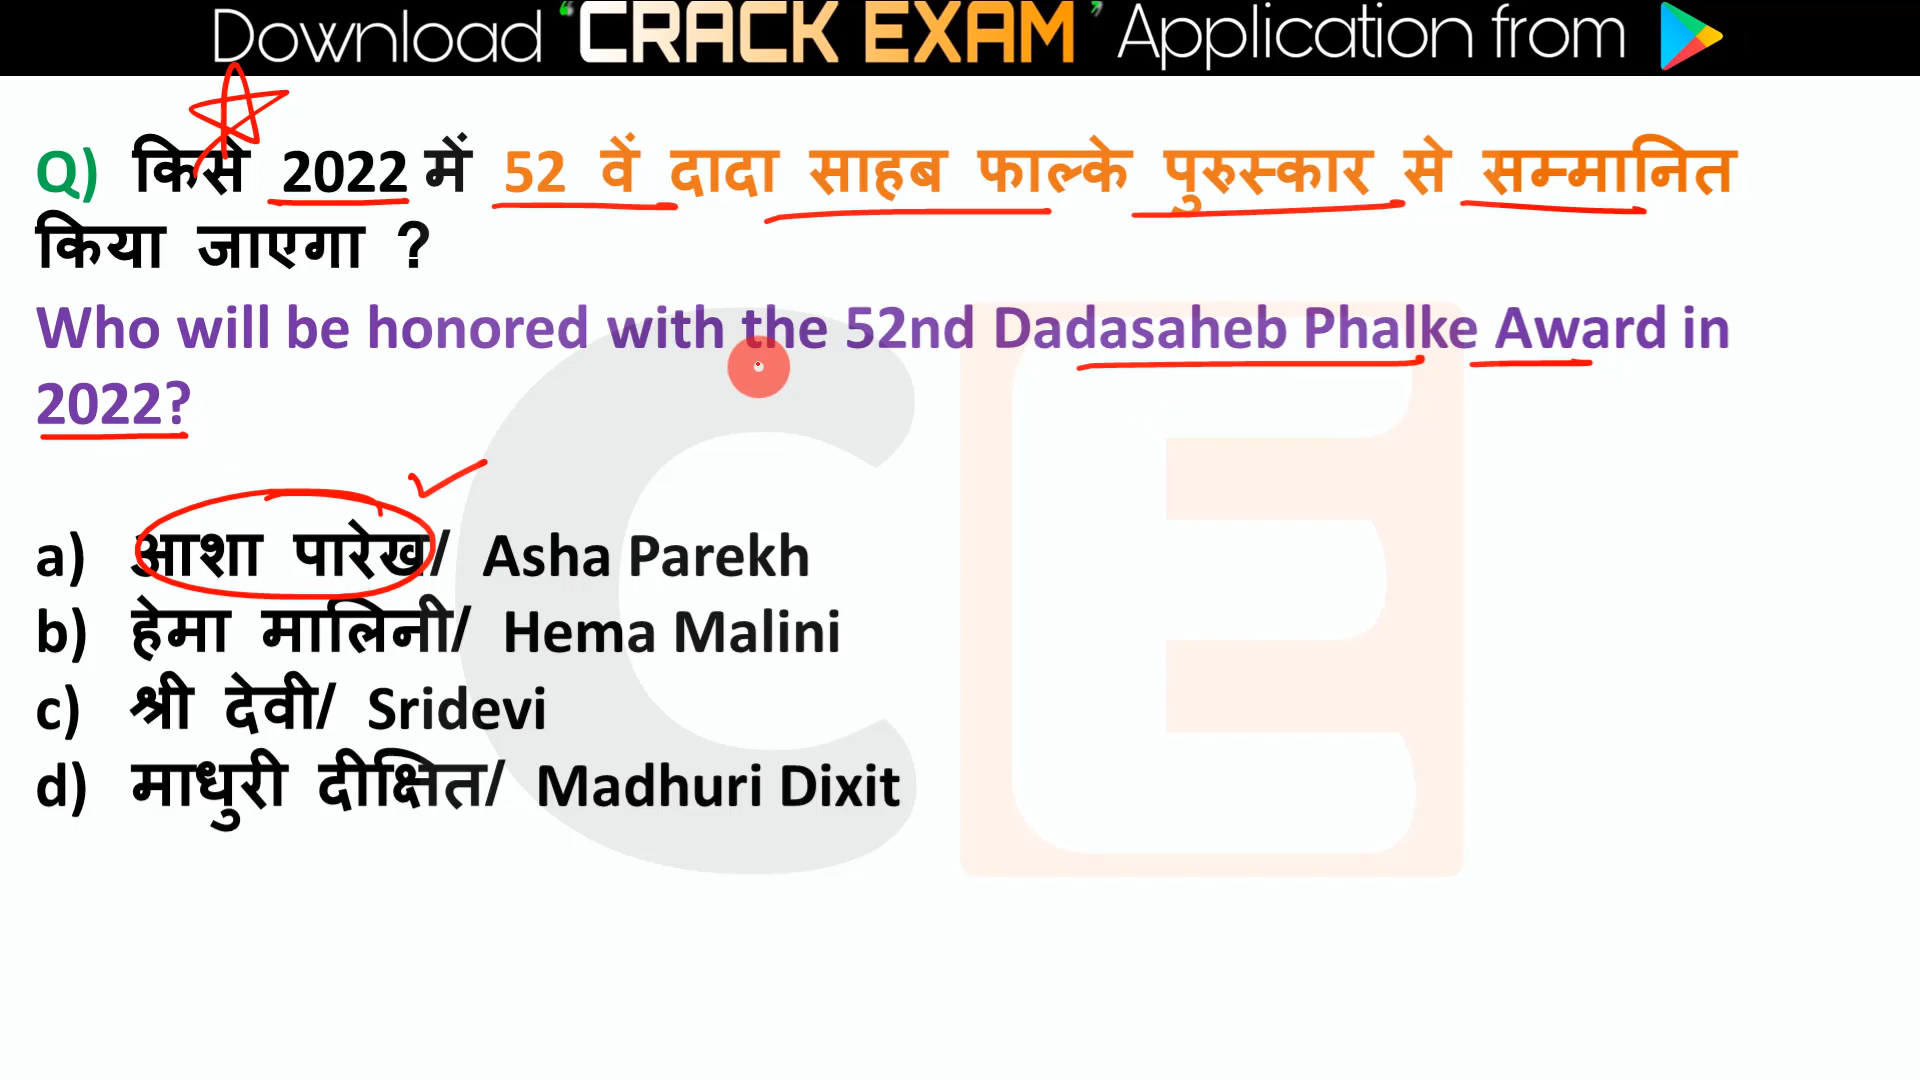 Download ‘CRACK EXAM’ Application from
Q) किसे 2022 में 52 वें दादा साहब फाल्के पुरुस्कार से सम्मानित
किया जाएगा ?
Who will be honored with the 52nd Dadasaheb Phalke Award in
2022?
a) आशा पारेख/ Asha Parekh
b) हेमा मालिनी/ Hema Malini
c) श्री देवी/ Sridevi
d) माधुरी दीक्षित/ Madhuri Dixit
CE